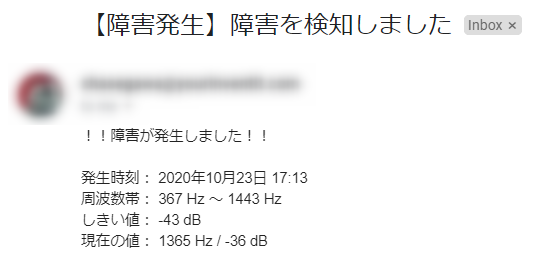 【障害発生】障害を検知しました Inbox ×
！！障害が発生しました！！
発生時刻： 2020年10月23日 17:13
周波数帯： 367 Hz ～ 1443 Hz
しきい値： -43 dB
現在の値： 1365 Hz / -36 dB